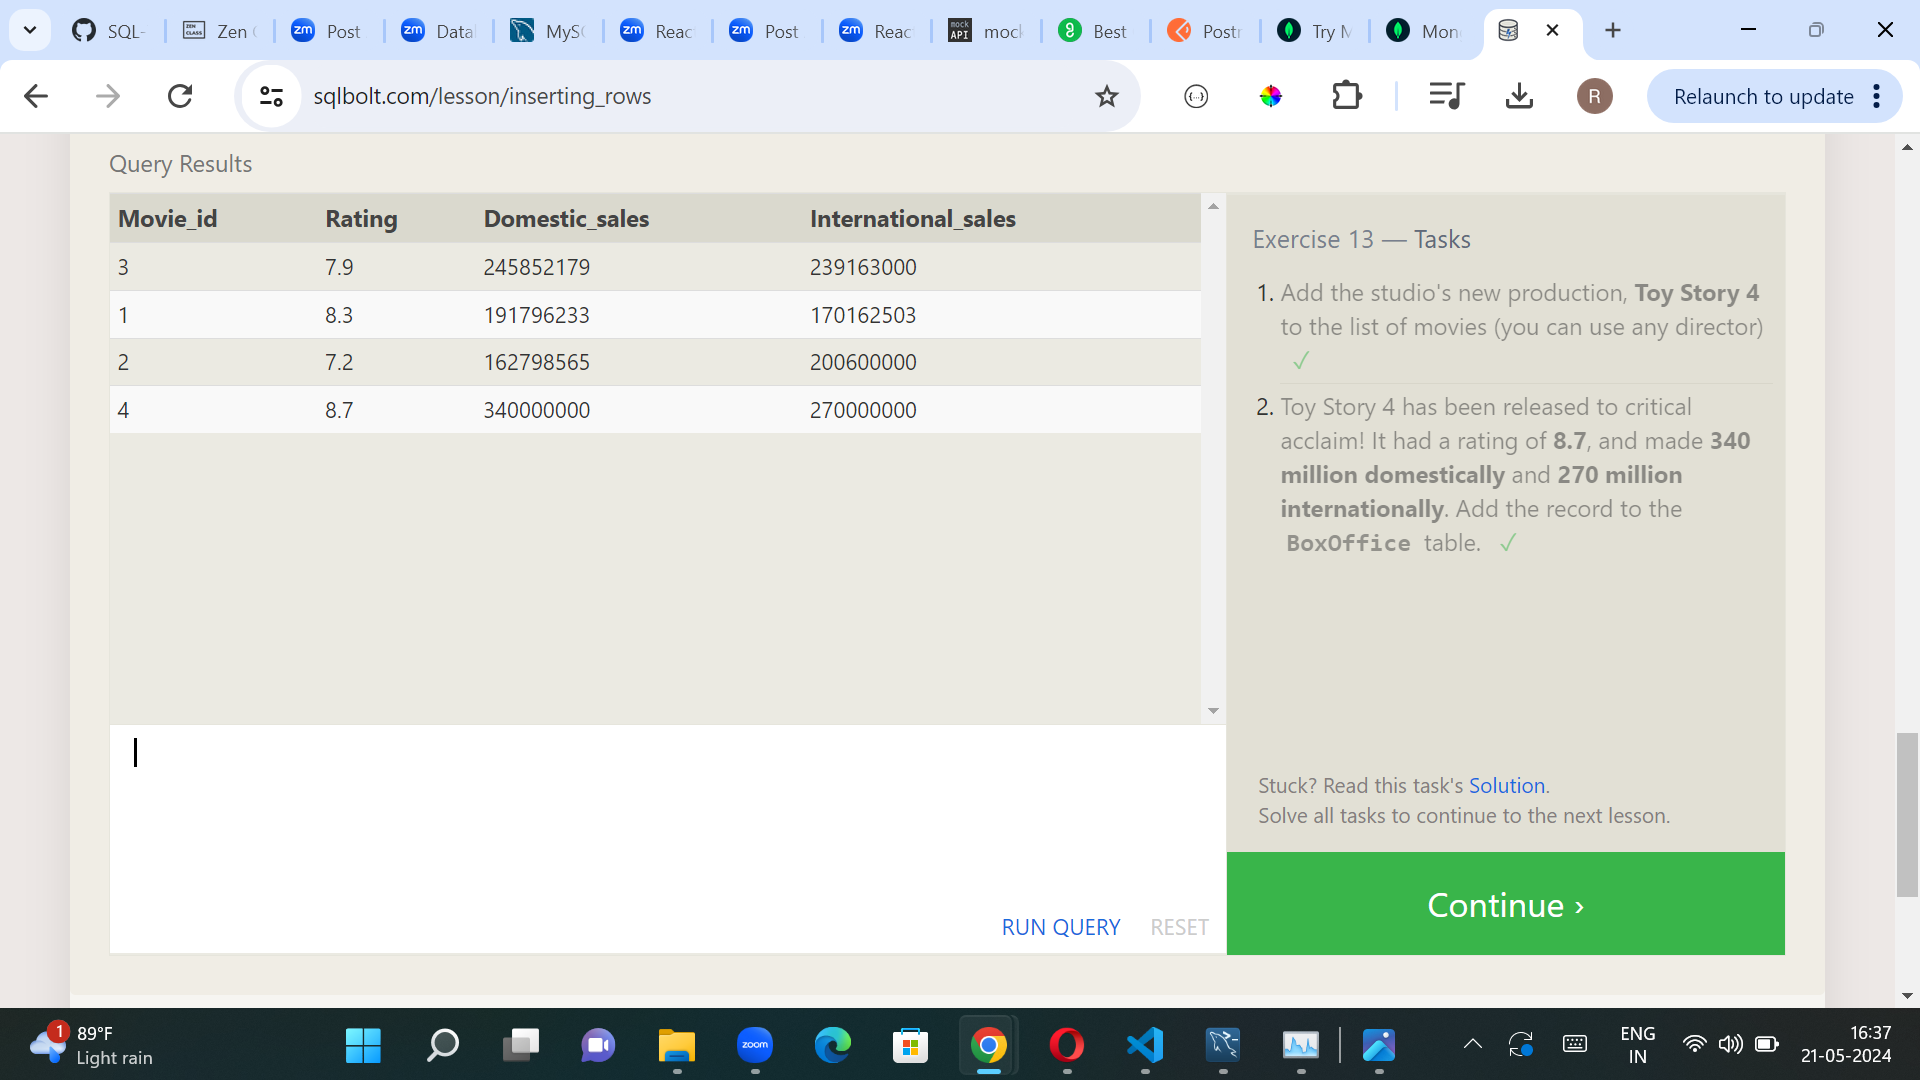 SQL-
Zen
Post
Data
MyS
Reac
Post
Reac
mock
API
mock
Best
Post
Try M
Mon
sqlbolt.com/lesson/inserting_rows
R
Relaunch to update
Query Results
Movie_id Rating Domestic_sales International_sales
3 7.9 245852179 239163000
1 8.3 191796233 170162503
2 7.2 162798565 200600000
4 8.7 340000000 270000000
RUN QUERY RESET
Exercise 13 — Tasks
1. Add the studio's new production, Toy Story 4
to the list of movies (you can use any director)
✓
2. Toy Story 4 has been released to critical
acclaim! It had a rating of 8.7, and made 340
million domestically and 270 million
internationally. Add the record to the
BoxOffice table. ✓
Stuck? Read this task's Solution.
Solve all tasks to continue to the next lesson.
Continue ›
1
89°F
Light rain
zoom
ENG
IN
16:37
21-05-2024